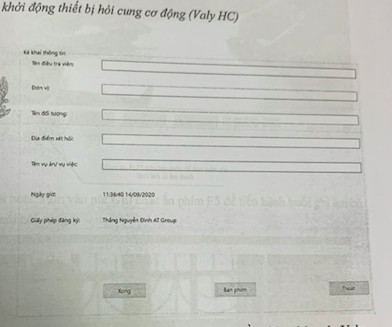 khởi động thiết bị hỏi cung cơ động (Valy HC)
Kê khai thông tin
Tên điều tra viên:
Đơn vị:
Tên đối tượng:
Địa điểm xét hỏi:
Tên vụ án/ vụ việc:
Ngày giờ: 11:36:40 14/09/2020
Giấy phép đăng ký: Thắng Nguyễn Đình AT Group
Xong Bàn phím Thoát